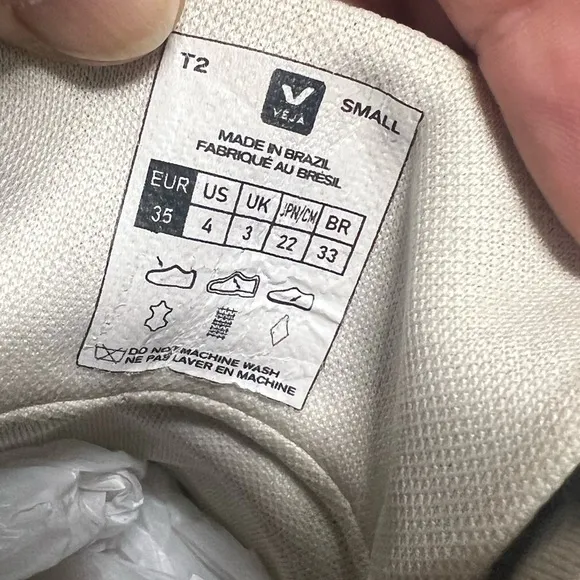 T2
V
VEJA
SMALL
MADE IN BRAZIL
FABRIQUÉ AU BRÉSIL
EUR US UK JPN/CM BR
35 4 3 22 33
DO NOT MACHINE WASH
NE PAS LAVER EN MACHINE